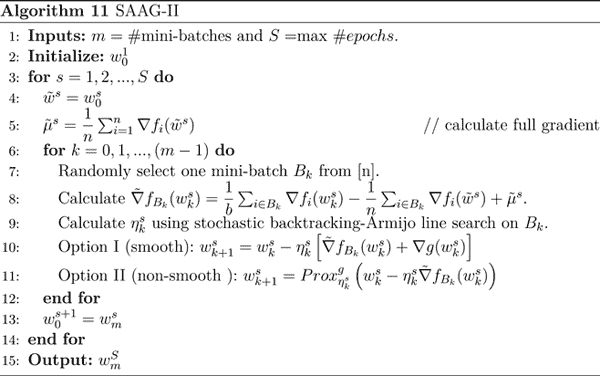 Algorithm 11 SAAG-II
1: Inputs: m = #mini-batches and S =max #epochs.
2: Initialize: w_0^1
3: for s = 1, 2, ..., S do
4: w̃^s = w_0^s
5: μ̃^s = \frac{1}{n} ∑_{i=1}^n ∇f_i(w̃^s) // calculate full gradient
6: for k = 0, 1, ..., (m − 1) do
7: Randomly select one mini-batch B_k from [n].
8: Calculate ∇̃f_{B_k}(w_k^s) = \frac{1}{b} ∑_{i∈B_k} ∇f_i(w_k^s) − \frac{1}{n} ∑_{i∈B_k} ∇f_i(w̃^s) + μ̃^s.
9: Calculate η_k^s using stochastic backtracking-Armijo line search on B_k.
10: Option I (smooth): w_{k+1}^s = w_k^s − η_k^s [∇̃f_{B_k}(w_k^s) + ∇g(w_k^s)]
11: Option II (non-smooth ): w_{k+1}^s = Prox_{η_k^s}^g (w_k^s − η_k^s ∇̃f_{B_k}(w_k^s))
12: end for
13: w_0^{s+1} = w_m^s
14: end for
15: Output: w_m^S